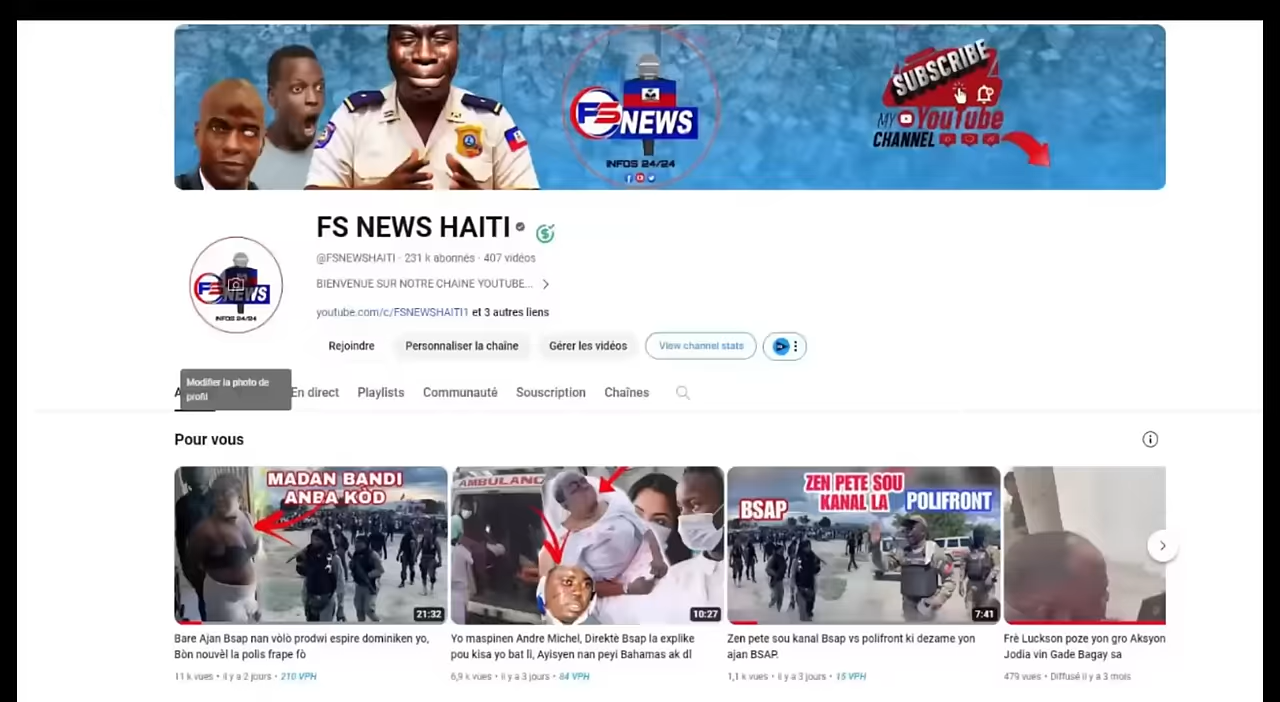 SUBSCRIBE
MY YouTube
CHANNEL
FS NEWS
INFOS 24/24
FS NEWS HAITI
@FSNEWSHAITI · 231 k abonnés · 407 vidéos
BIENVENUE SUR NOTRE CHAINE YOUTUBE...
youtube.com/c/FSNEWSHAITI1 et 3 autres liens
FS NEWS
INFOS 24/24
Rejoindre Personnaliser la chaîne Gérer les vidéos View channel stats
Modifier la photo de
profil
En direct Playlists Communauté Souscription Chaînes
Pour vous
MADAN BANDI
ANBA KÒD
21:32
AMBULANC
10:27
ZEN PETE SOU
KANAL LA
BSAP
POLIFRONT
7:41
Bare Ajan Bsap nan vòlò prodwi espire dominiken yo,
Bòn nouvèl la polis frape fò
11 k vues • il y a 2 jours • 210 VPH
Yo maspinen Andre Michel, Direktè Bsap la explike
pou kisa yo bat li, Ayisyen nan peyi Bahamas ak dl
6,9 k vues • il y a 3 jours • 84 VPH
Zen pete sou kanal Bsap vs polifront ki dezame yon
ajan BSAP.
1,1 k vues • il y a 3 jours • 15 VPH
Frè Luckson poze yon gro Aksyon
Jodia vin Gade Bagay sa
479 vues • Diffusé il y a 3 mois